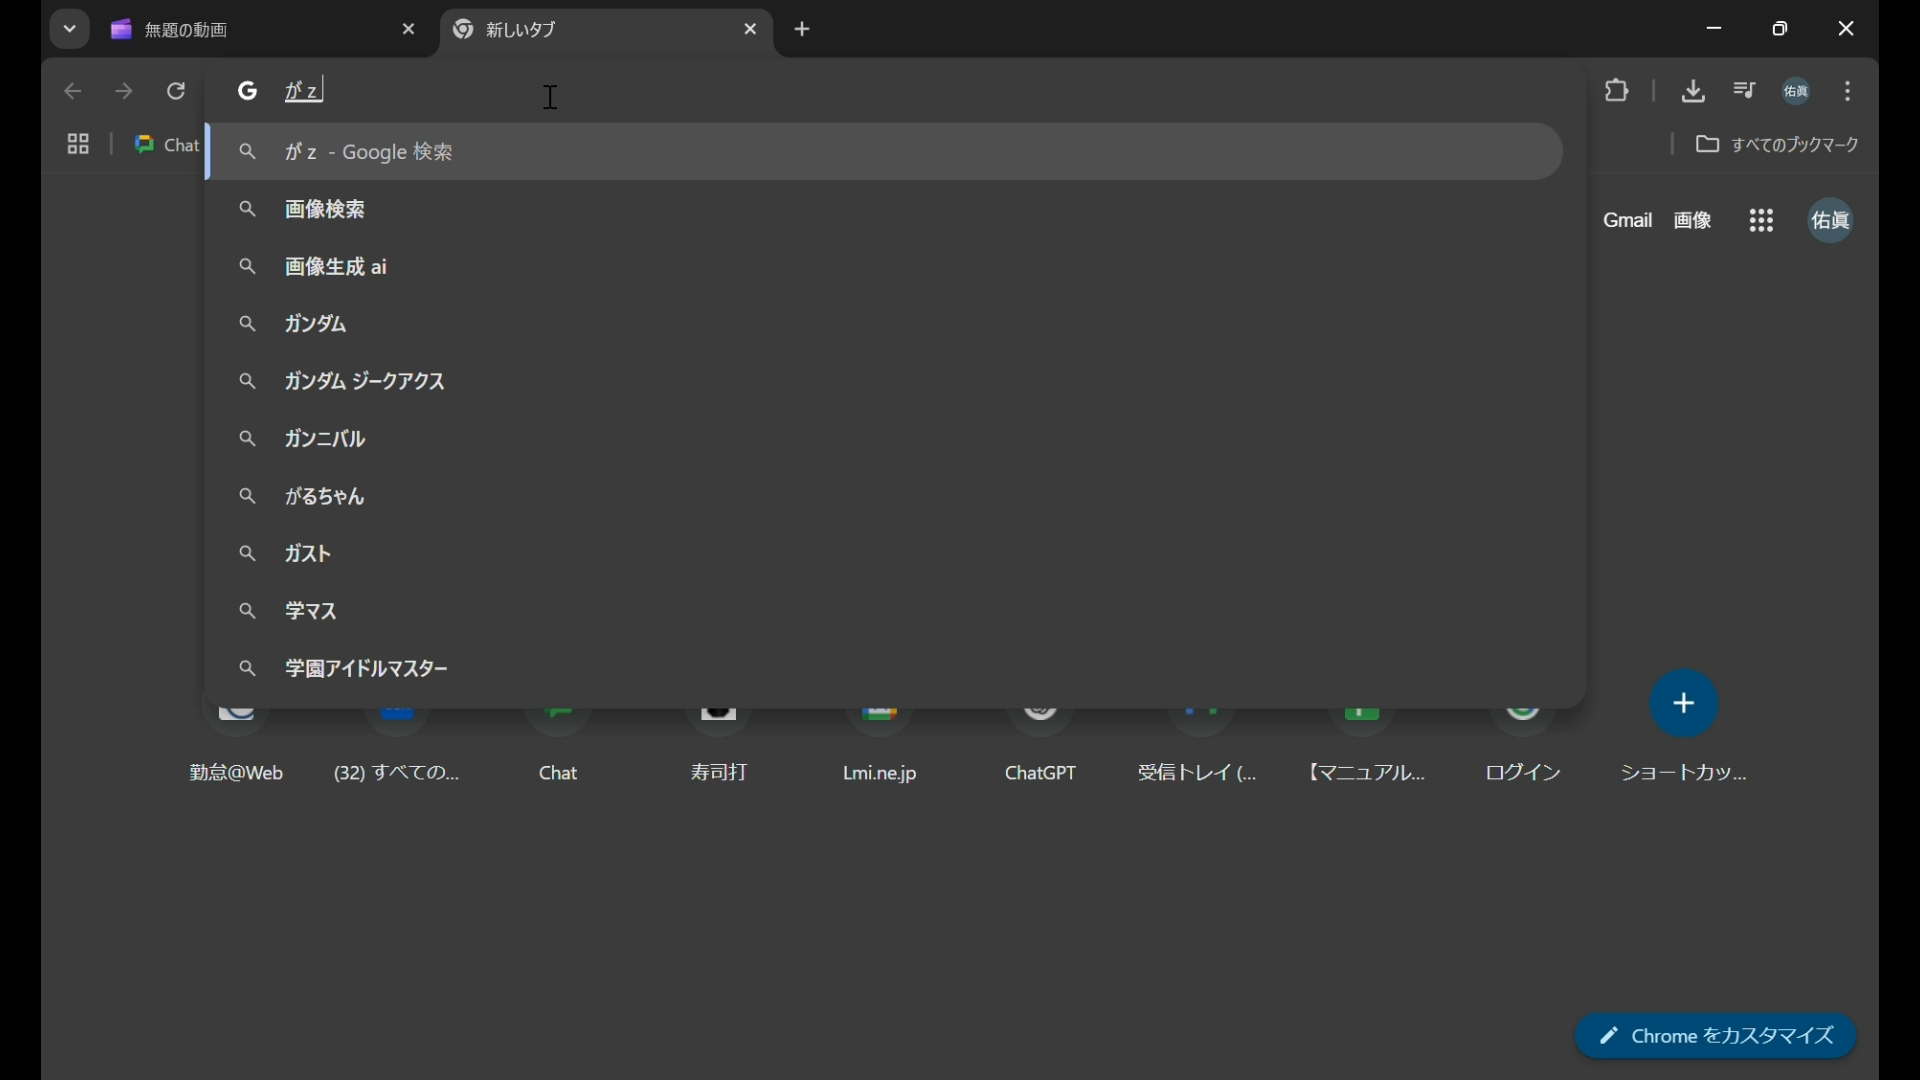 無題の動画
新しいタブ
がz
佑眞
Chat
すべてのブックマーク
がz - Google 検索
画像検索
画像生成 ai
ガンダム
ガンダム ジークアクス
ガンニバル
がるちゃん
ガスト
学マス
学園アイドルマスター
Gmail 画像 佑眞
勤怠@Web
(32) すべての...
Chat
寿司打
Lmi.ne.jp
ChatGPT
受信トレイ (...
【マニュアル...
ログイン
ショートカッ...
Chrome をカスタマイズ